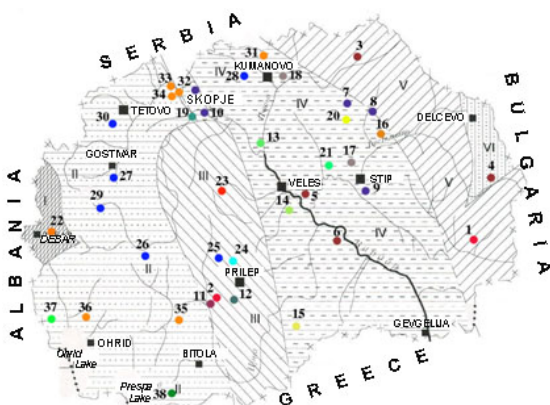 SERBIA
BULGARIA
ALBANIA
GREECE
31
3
KUMANOVO
IV
28
18
33
32
34
SKOPJE
IV
7
8
V
TETOVO
19
10
20
16
DELCEVO
30
13
GOSTIVAR
II
27
III
21
17
STIP
VI
4
I
23
VELES
5
9
V
29
14
22
DEBAR
26
25
24
6
IV
1
II
PRILEP
2
11
12
37
36
35
III
15
GEVGELIJA
OHRID
Ohrid
Lake
BITOLA
Prespa
Lake
38
II